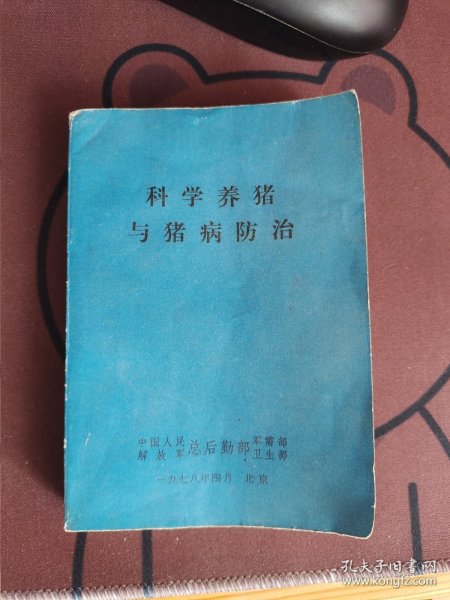 科学养猪
与猪病防治
中国人民解放军总后勤部军需部卫生部
一九七八年四月 北京
孔夫子旧书网
www.kongfz.com